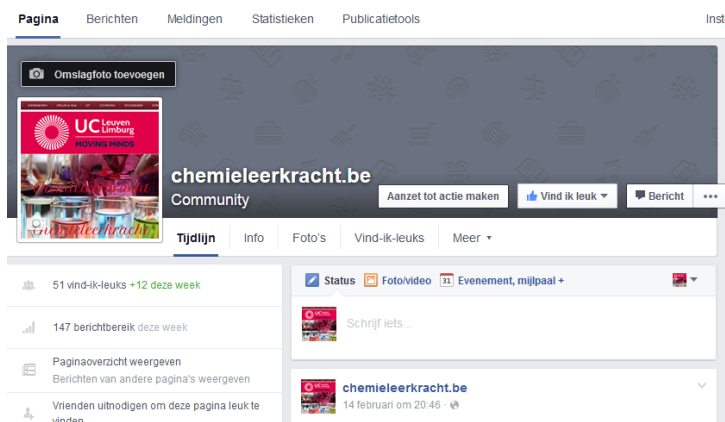 Pagina Berichten Meldingen Statistieken Publicatietools Inst
Omslagfoto toevoegen
UC Leuven
Limburg
MOVING MINDS
Chemieleerkracht
chemieleerkracht.be
Community
Aanzet tot actie maken Vind ik leuk Bericht
Tijdlijn Info Foto's Vind-ik-leuks Meer
51 vind-ik-leuks +12 deze week
147 berichtbereik deze week
Paginaoverzicht weergeven
Berichten van andere pagina's weergeven
Vrienden uitnodigen om deze pagina leuk te
vinden
Status Foto/video 31 Evenement, mijlpaal +
Schrijf iets...
chemieleerkracht.be
14 februari om 20:46 ·